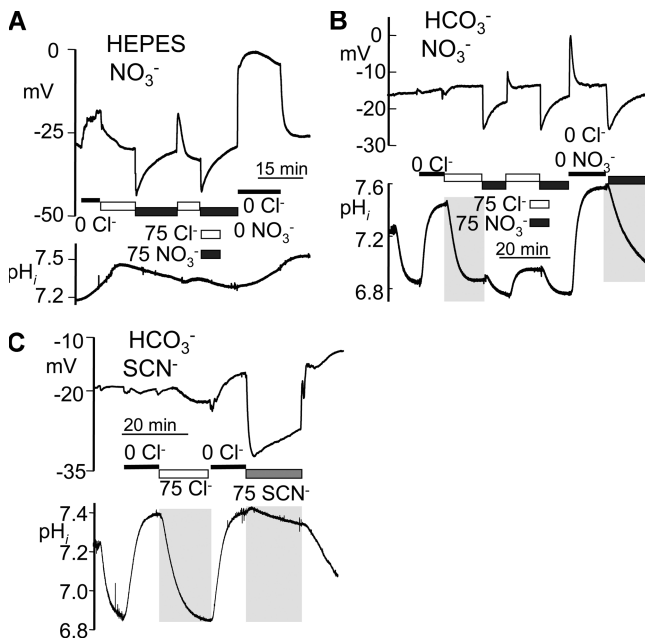 A
HEPES
NO3-
0
mV
-25
-50
15 min
0 Cl-
75 Cl-
75 NO3-
0 Cl-
0 NO3-
7.5
pHi
7.2
B
HCO3-
NO3-
mV
0
-10
-20
-30
0 Cl-
0 Cl-
0 NO3-
7.6
pHi
7.2
6.8
75 Cl-
75 NO3-
20 min
C
HCO3-
SCN-
-10
mV
-20
-35
20 min
0 Cl-
0 Cl-
75 Cl-
75 SCN-
pHi
7.4
7.0
6.8